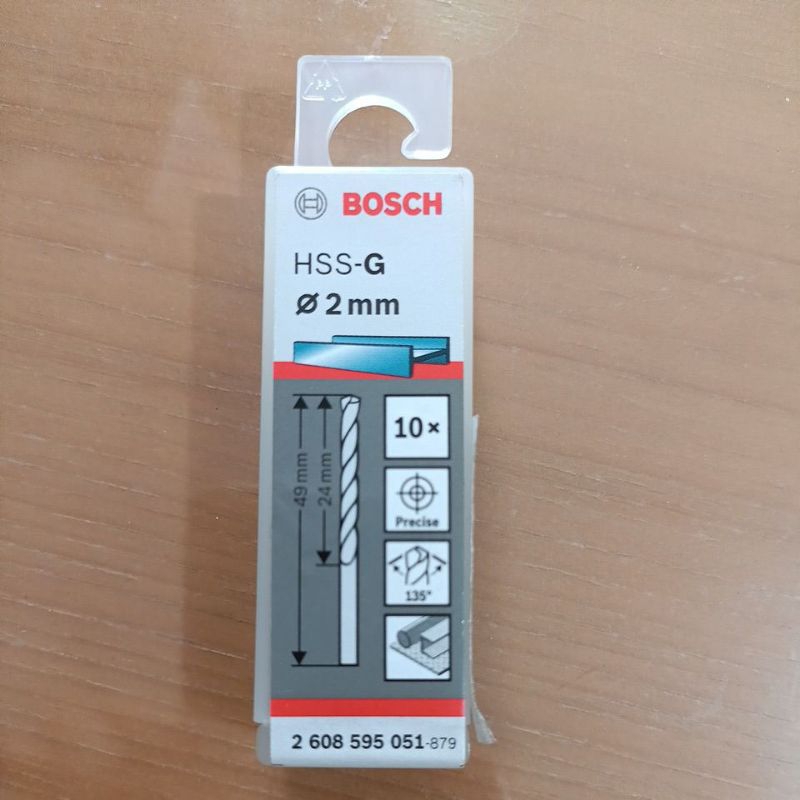 BOSCH
HSS-G
Ø 2 mm
49 mm
24 mm
10 ×
Precise
135°
2 608 595 051-879